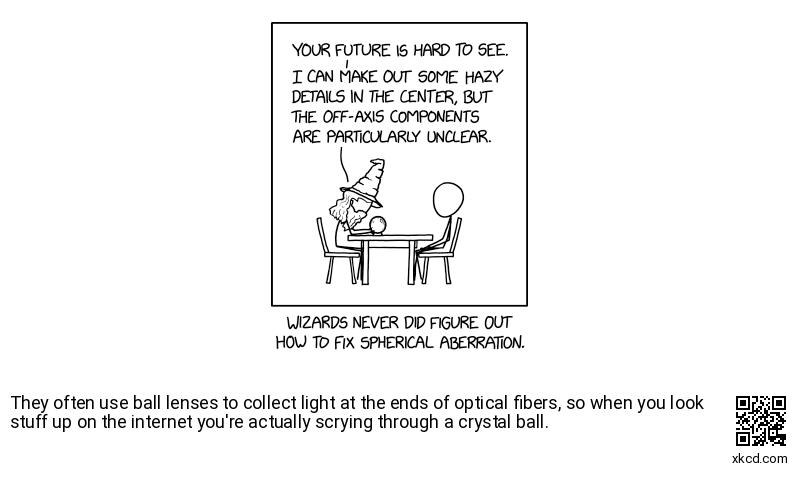 YOUR FUTURE IS HARD TO SEE.
I CAN MAKE OUT SOME HAZY
DETAILS IN THE CENTER, BUT
THE OFF-AXIS COMPONENTS
ARE PARTICULARLY UNCLEAR.
WIZARDS NEVER DID FIGURE OUT
HOW TO FIX SPHERICAL ABERRATION.
They often use ball lenses to collect light at the ends of optical fibers, so when you look
stuff up on the internet you're actually scrying through a crystal ball.
xkcd.com